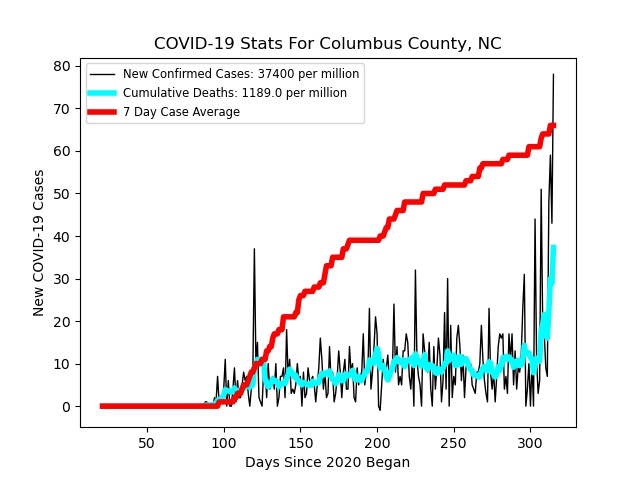 COVID-19 Stats For Columbus County, NC
New Confirmed Cases: 37400 per million
Cumulative Deaths: 1189.0 per million
7 Day Case Average
New COVID-19 Cases
80
70
60
50
40
30
20
10
0
50
100
150
200
250
300
Days Since 2020 Began